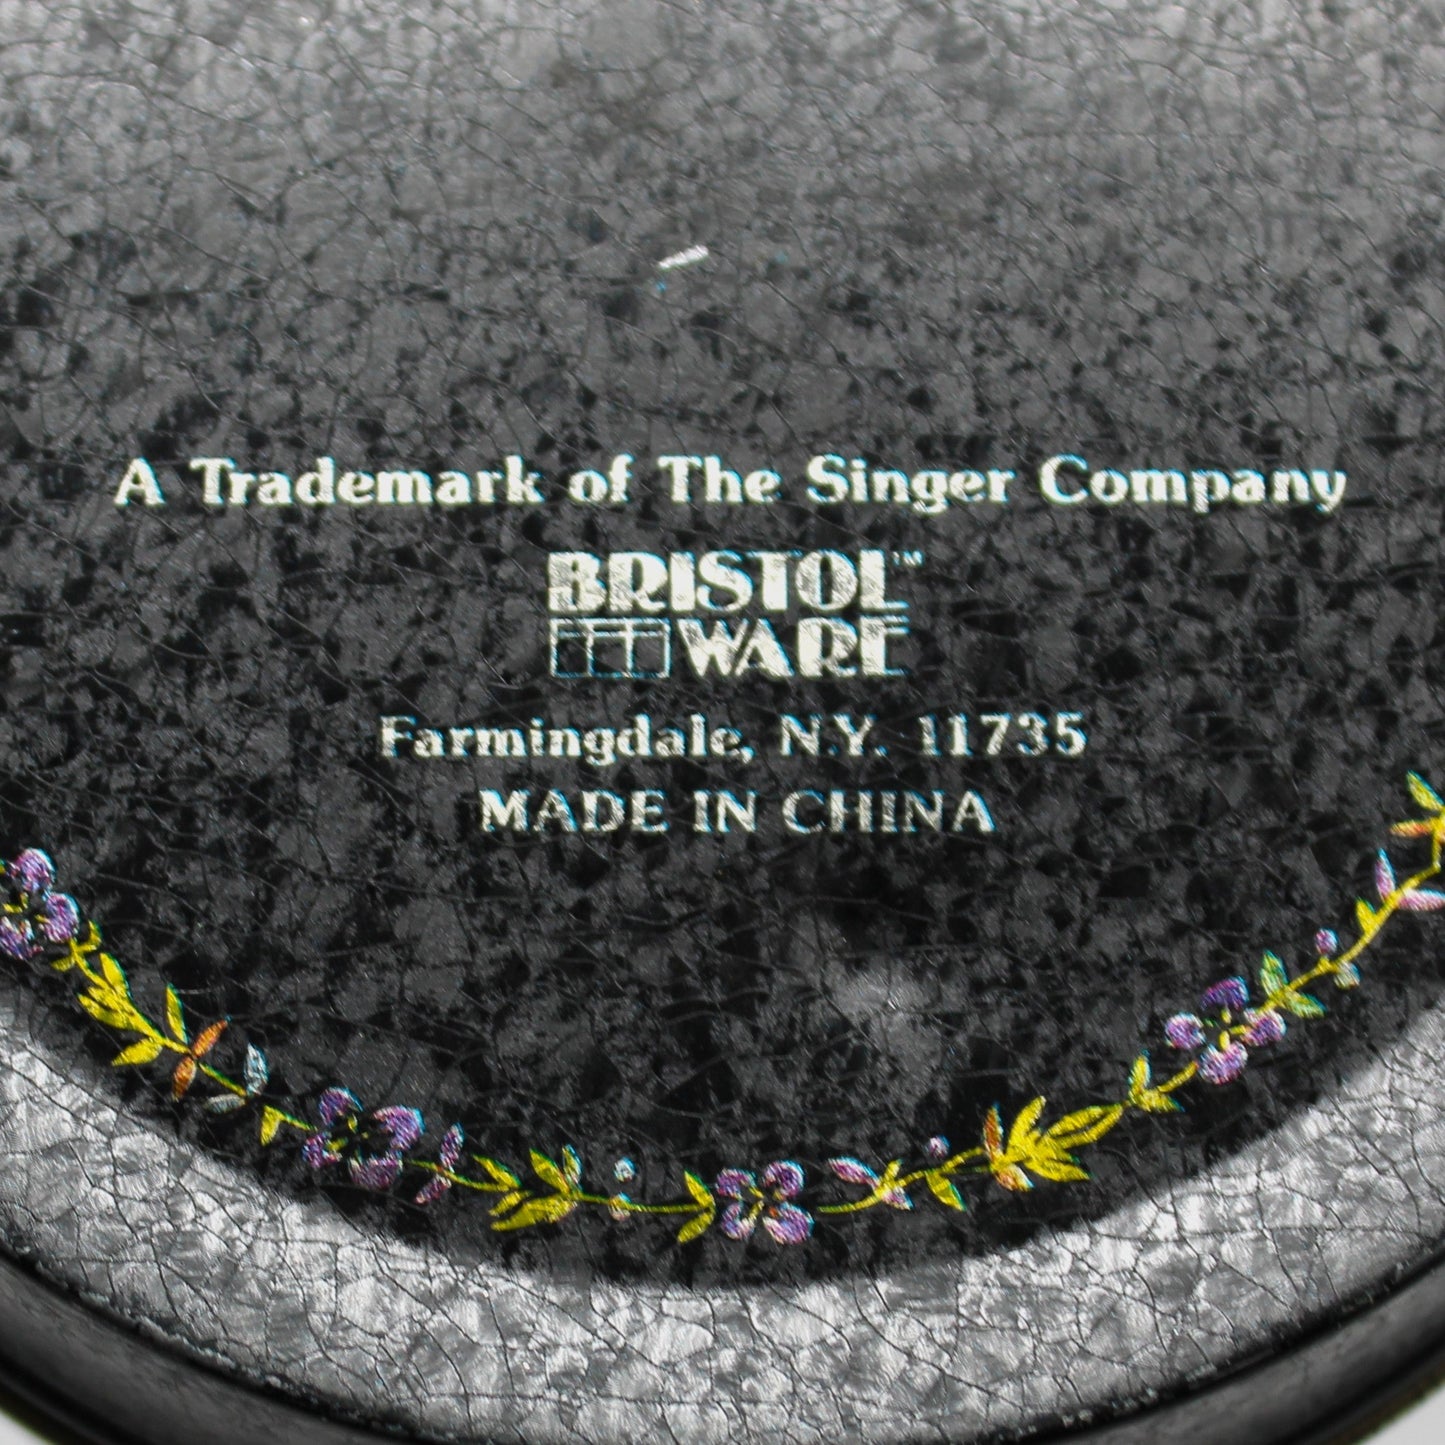 A Trademark of The Singer Company
BRISTOL™
WARE
Farmingdale, N.Y. 11735
MADE IN CHINA